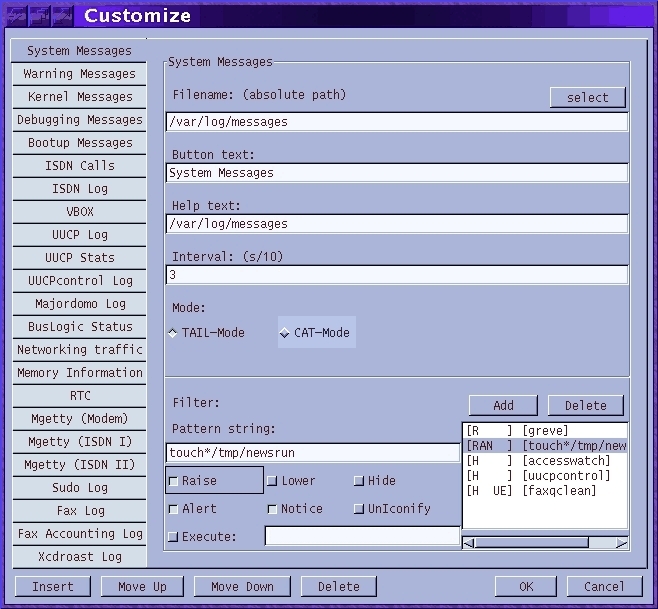 Customize
System Messages
Warning Messages
Kernel Messages
Debugging Messages
Bootup Messages
ISDN Calls
ISDN Log
VBOX
UUCP Log
UUCP Stats
UUCPcontrol Log
Majordomo Log
BusLogic Status
Networking traffic
Memory Information
RTC
Mgetty (Modem)
Mgetty (ISDN I)
Mgetty (ISDN II)
Sudo Log
Fax Log
Fax Accounting Log
Xcdroast Log
System Messages
Filename: (absolute path)
select
/var/log/messages
Button text:
System Messages
Help text:
/var/log/messages
Interval: (s/10)
3
Mode:
TAIL-Mode CAT-Mode
Filter:
Add Delete
Pattern string:
touch*/tmp/newsrun
[R   ] [greve]
[RAN  ] [touch*/tmp/new
[H   ] [accesswatch]
[H   ] [uucpcontrol]
[H  UE] [faxqclean]
Raise Lower Hide
Alert Notice UnIconify
Execute:
Insert Move Up Move Down Delete OK Cancel